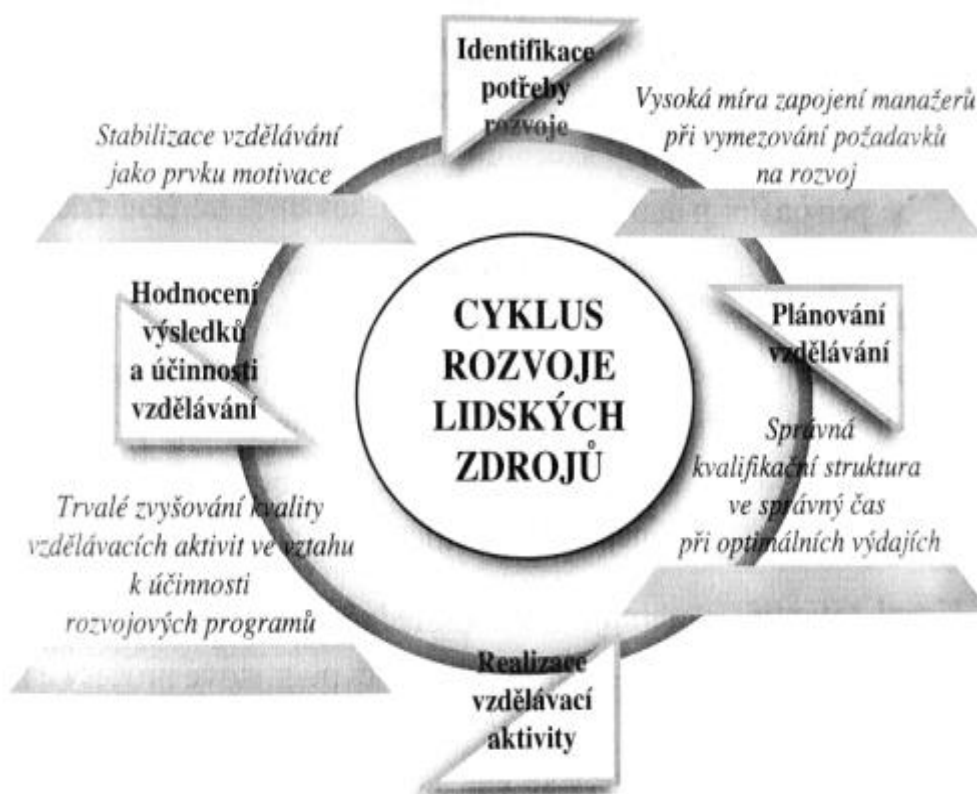 Identifikace
potřeby
rozvoje
Vysoká míra zapojení manažerů
při vymezování požadavků
na rozvoj
Plánování
vzdělávání
Správná
kvalifikační struktura
ve správný čas
při optimálních výdajích
Realizace
vzdělávací
aktivity
Trvalé zvyšování kvality
vzdělávacích aktivit ve vztahu
k účinnosti
rozvojových programů
Hodnocení
výsledků
a účinnosti
vzdělávání
Stabilizace vzdělávání
jako prvku motivace
CYKLUS
ROZVOJE
LIDSKÝCH
ZDROJŮ